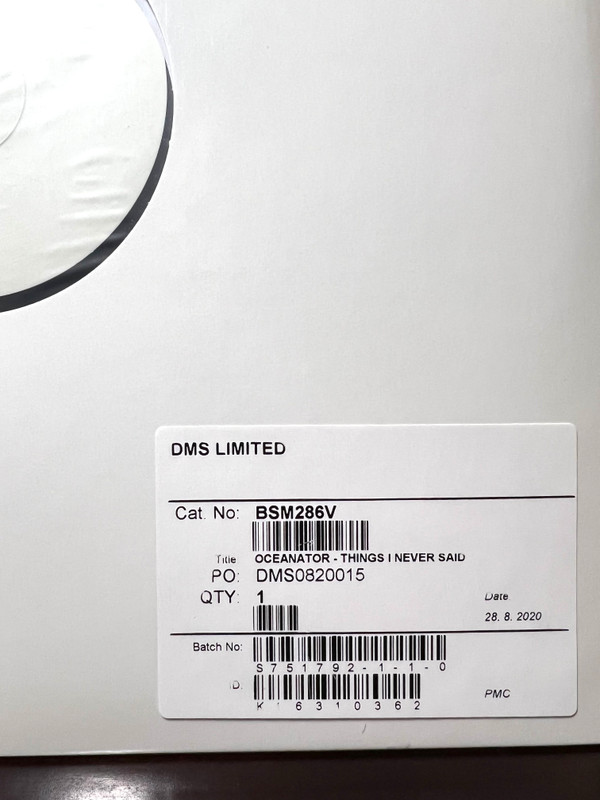 DMS LIMITED
Cat. No: BSM286V
Title: OCEANATOR - THINGS I NEVER SAID
PO: DMS0820015
QTY: 1
Date
28. 8. 2020
Batch No:
S751792-1-1-0
ID:
PMC